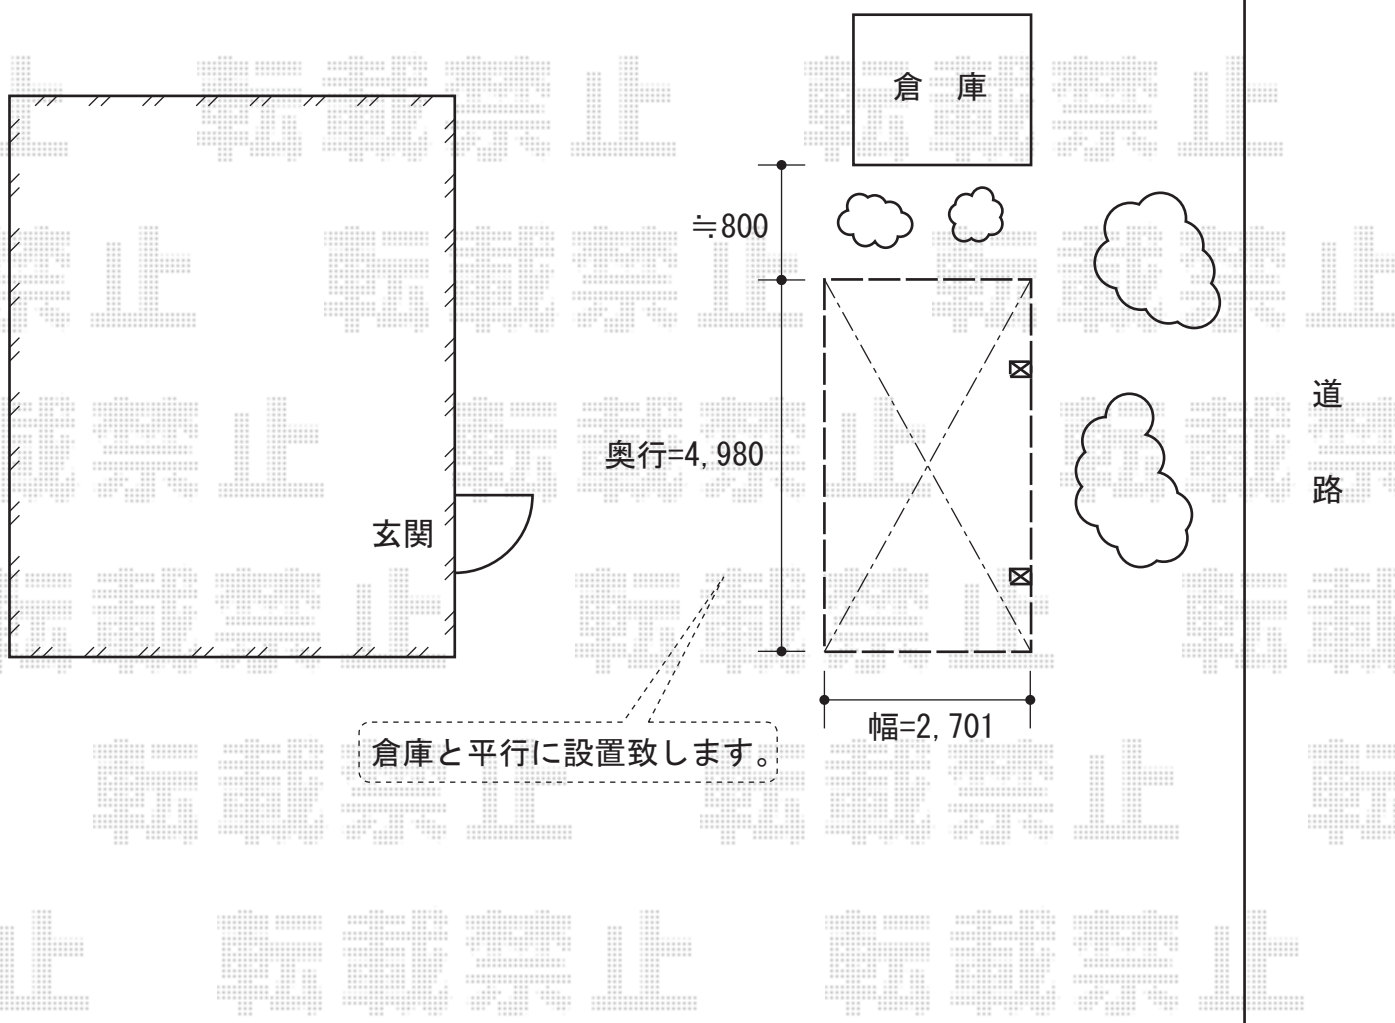 倉 庫
≒800
道
路
奥行=4,980
玄関
幅=2,701
倉庫と平行に設置致します。
転載禁止